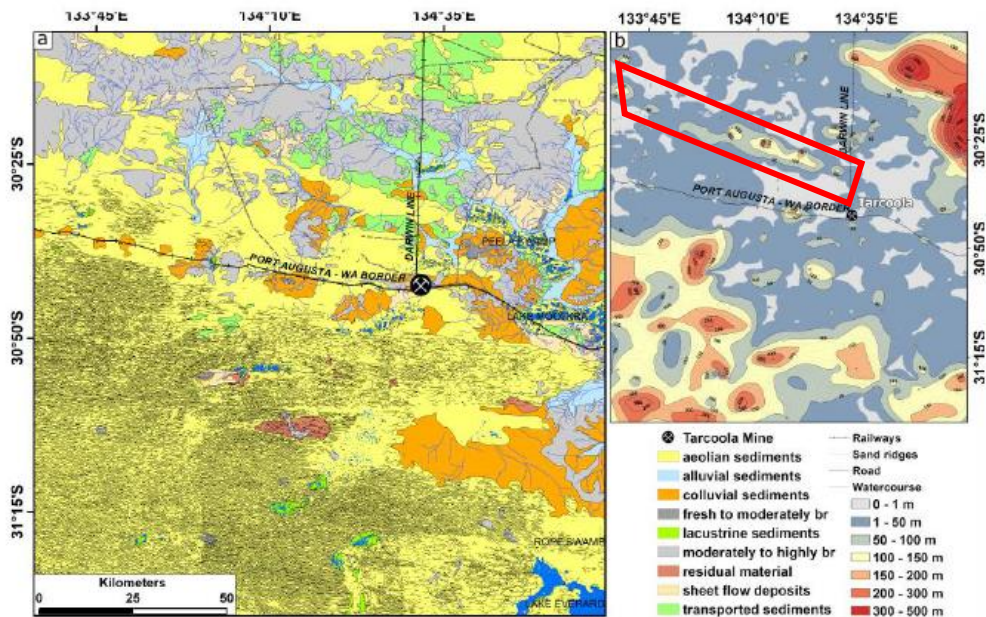 133°45'E 134°10'E 134°35'E
a
30°25'S
30°50'S
31°15'S
DARWIN LINE
PEELA SWAMP
PORT AUGUSTA - WA BORDER
ROPE SWAMP
LAKE EVERARD
Kilometers
0 25 50
133°45'E 134°10'E 134°35'E
b
DARWIN LINE
PORT AUGUSTA - WA BORDER
Tarcoola
30°25'S
30°50'S
31°15'S
Tarcoola Mine
aeolian sediments
alluvial sediments
colluvial sediments
fresh to moderately br
lacustrine sediments
moderately to highly br
residual material
sheet flow deposits
transported sediments
Railways
Sand ridges
Road
Watercourse
0 - 1 m
1 - 50 m
50 - 100 m
100 - 150 m
150 - 200 m
200 - 300 m
300 - 500 m